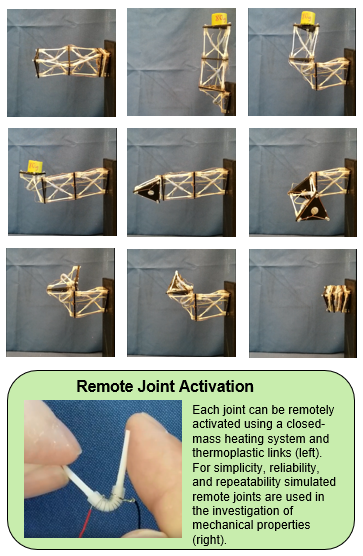 Remote Joint Activation
Each joint can be remotely
activated using a closed-
mass heating system and
thermoplastic links (left).
For simplicity, reliability,
and repeatability simulated
remote joints are used in
the investigation of
mechanical properties
(right).